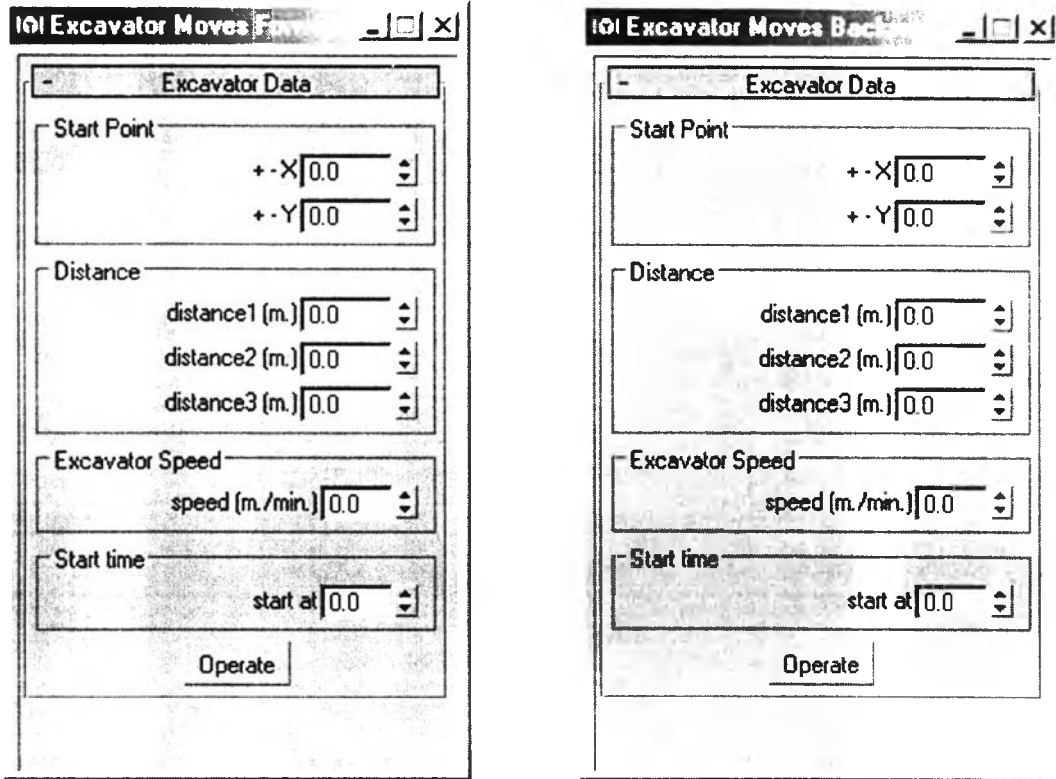 Excavator Moves
Excavator Data
Start Point
+ - X 0.0
+ - Y 0.0
Distance
distance1 (m.) 0.0
distance2 (m.) 0.0
distance3 (m.) 0.0
Excavator Speed
speed (m./min.) 0.0
Start time
start at 0.0
Operate
Excavator Moves Bac
Excavator Data
Start Point
+ - X 0.0
+ - Y 0.0
Distance
distance1 (m.) 0.0
distance2 (m.) 0.0
distance3 (m.) 0.0
Excavator Speed
speed (m./min.) 0.0
Start time
start at 0.0
Operate